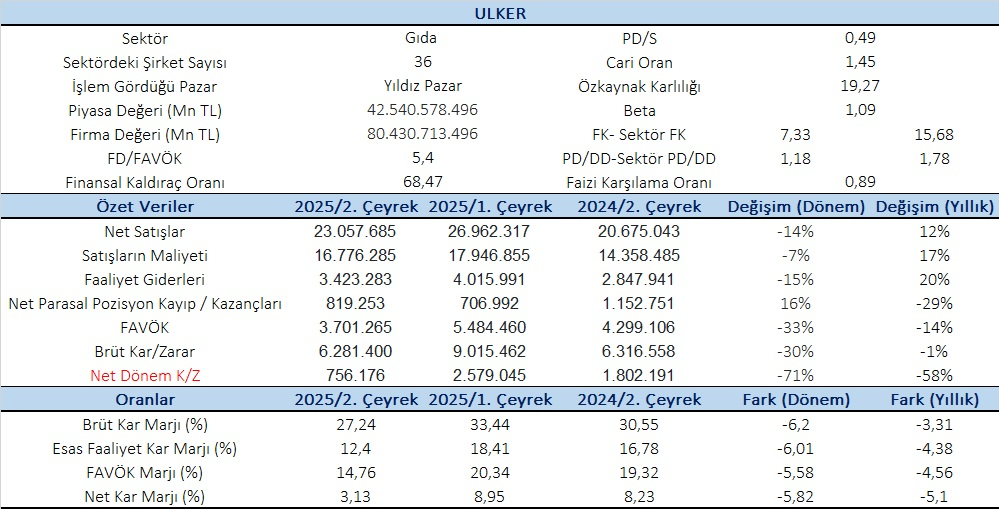 ULKER
Sektör Gıda PD/S 0,49
Sektördeki Şirket Sayısı 36 Cari Oran 1,45
İşlem Gördüğü Pazar Yıldız Pazar Özkaynak Karlılığı 19,27
Piyasa Değeri (Mn TL) 42.540.578.496 Beta 1,09
Firma Değeri (Mn TL) 80.430.713.496 FK- Sektör FK 7,33 15,68
FD/FAVÖK 5,4 PD/DD-Sektör PD/DD 1,18 1,78
Finansal Kaldıraç Oranı 68,47 Faizi Karşılama Oranı 0,89
Özet Veriler 2025/2. Çeyrek 2025/1. Çeyrek 2024/2. Çeyrek Değişim (Dönem) Değişim (Yıllık)
Net Satışlar 23.057.685 26.962.317 20.675.043 -14% 12%
Satışların Maliyeti 16.776.285 17.946.855 14.358.485 -7% 17%
Faaliyet Giderleri 3.423.283 4.015.991 2.847.941 -15% 20%
Net Parasal Pozisyon Kayıp / Kazançları 819.253 706.992 1.152.751 16% -29%
FAVÖK 3.701.265 5.484.460 4.299.106 -33% -14%
Brüt Kar/Zarar 6.281.400 9.015.462 6.316.558 -30% -1%
Net Dönem K/Z 756.176 2.579.045 1.802.191 -71% -58%
Oranlar 2025/2. Çeyrek 2025/1. Çeyrek 2024/2. Çeyrek Fark (Dönem) Fark (Yıllık)
Brüt Kar Marjı (%) 27,24 33,44 30,55 -6,2 -3,31
Esas Faaliyet Kar Marjı (%) 12,4 18,41 16,78 -6,01 -4,38
FAVÖK Marjı (%) 14,76 20,34 19,32 -5,58 -4,56
Net Kar Marjı (%) 3,13 8,95 8,23 -5,82 -5,1